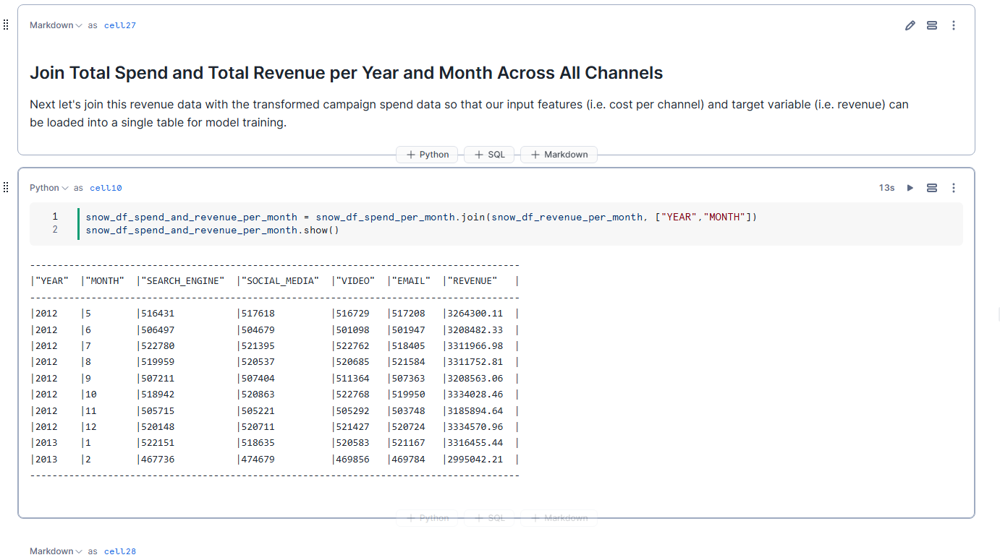 Markdown as cell27
Join Total Spend and Total Revenue per Year and Month Across All Channels
Next let's join this revenue data with the transformed campaign spend data so that our input features (i.e. cost per channel) and target variable (i.e. revenue) can
be loaded into a single table for model training.
+ Python + SQL + Markdown
Python as cell10 13s
1 snow_df_spend_and_revenue_per_month = snow_df_spend_per_month.join(snow_df_revenue_per_month, ["YEAR","MONTH"])
2 snow_df_spend_and_revenue_per_month.show()
----------------------------------------------------------------------------------------
|"YEAR"  |"MONTH"  |"SEARCH_ENGINE"  |"SOCIAL_MEDIA"  |"VIDEO"  |"EMAIL"  |"REVENUE"   |
----------------------------------------------------------------------------------------
|2012    |5        |516431           |517618          |516729   |517208   |3264300.11  |
|2012    |6        |506497           |504679          |501098   |501947   |3208482.33  |
|2012    |7        |522780           |521395          |522762   |518405   |3311966.98  |
|2012    |8        |519959           |520537          |520685   |521584   |3311752.81  |
|2012    |9        |507211           |507404          |511364   |507363   |3208563.06  |
|2012    |10       |518942           |520863          |522768   |519950   |3334028.46  |
|2012    |11       |505715           |505221          |505292   |503748   |3185894.64  |
|2012    |12       |520148           |520711          |521427   |520724   |3334570.96  |
|2013    |1        |522151           |518635          |520583   |521167   |3316455.44  |
|2013    |2        |467736           |474679          |469856   |469784   |2995042.21  |
----------------------------------------------------------------------------------------
+ Python + SQL + Markdown
Markdown as cell28